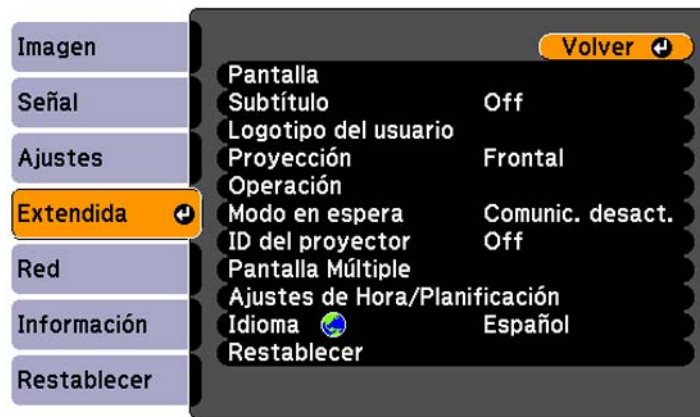 Imagen
Señal
Ajustes
Extendida
Red
Información
Restablecer
Volver
Pantalla
Subtítulo Off
Logotipo del usuario
Proyección Frontal
Operación
Modo en espera Comunic. desact.
ID del proyector Off
Pantalla Múltiple
Ajustes de Hora/Planificación
Idioma Español
Restablecer